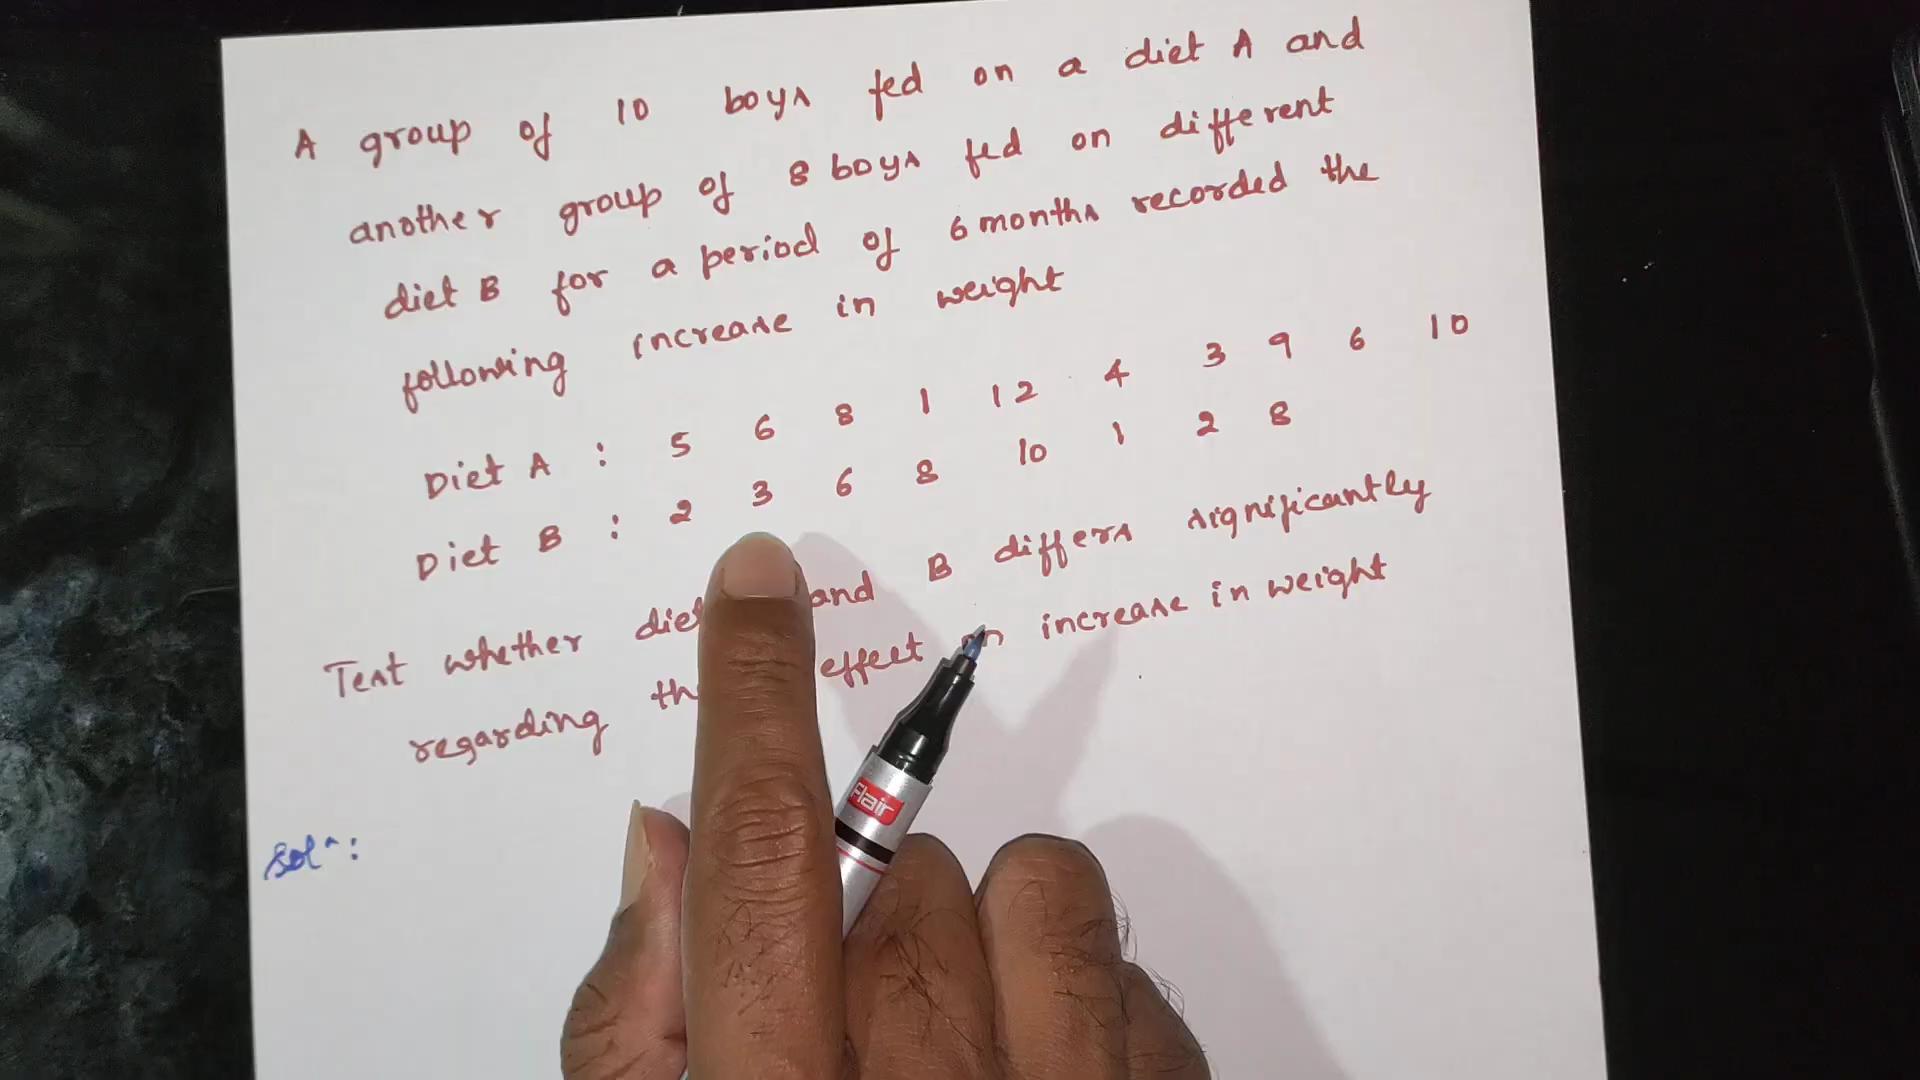 A group of 10 boys fed on a diet A and
another group of 8 boys fed on different
diet B for a period of 6 months recorded the
following increase in weight
Diet A : 5 6 8 1 12 4 3 9 6 10
Diet B : 2 3 6 8 10 1 2 8
Test whether diet and B differs significantly
regarding effect on increase in weight
Solⁿ :
Flair